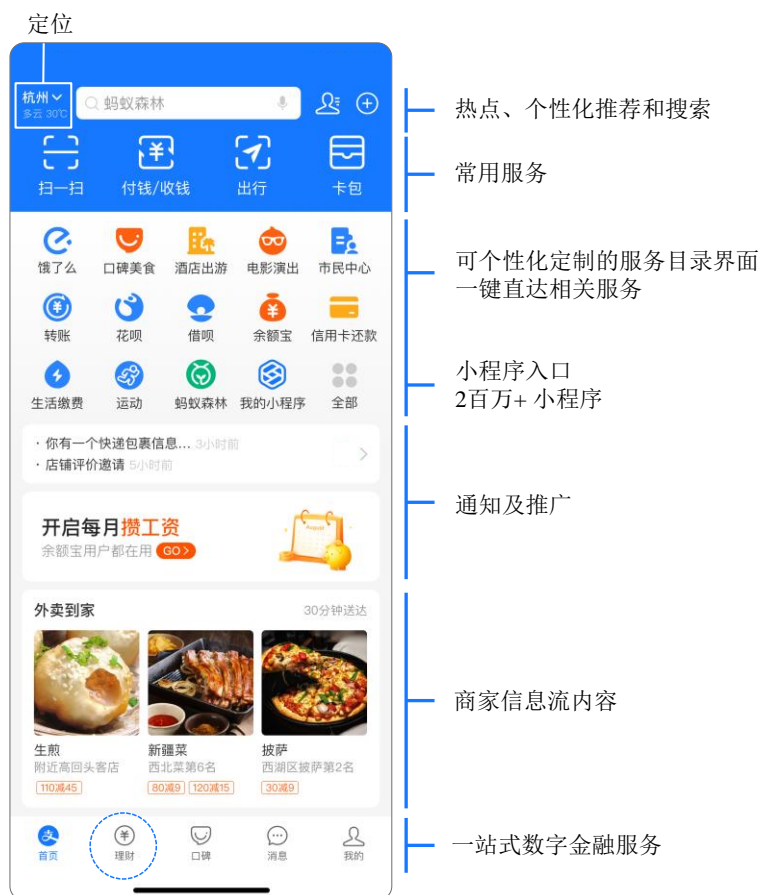 定位
杭州
多云 30℃
蚂蚁森林
热点、个性化推荐和搜索
扫一扫 付钱/收钱 出行 卡包
常用服务
饿了么 口碑美食 酒店出游 电影演出 市民中心
可个性化定制的服务目录界面
一键直达相关服务
转账 花呗 借呗 余额宝 信用卡还款
生活缴费 运动 蚂蚁森林 我的小程序 全部
小程序入口
2百万+ 小程序
· 你有一个快递包裹信息... 3小时前
· 店铺评价邀请 5小时前
通知及推广
开启每月攒工资
余额宝用户都在用 GO >
AUGUST
外卖到家 30分钟送达
商家信息流内容
生煎 新疆菜 披萨
附近高回头客店 西北菜第6名 西湖区披萨第2名
110减45 80减9 120减15 30减9
支
首页 理财 口碑 消息 我的
一站式数字金融服务